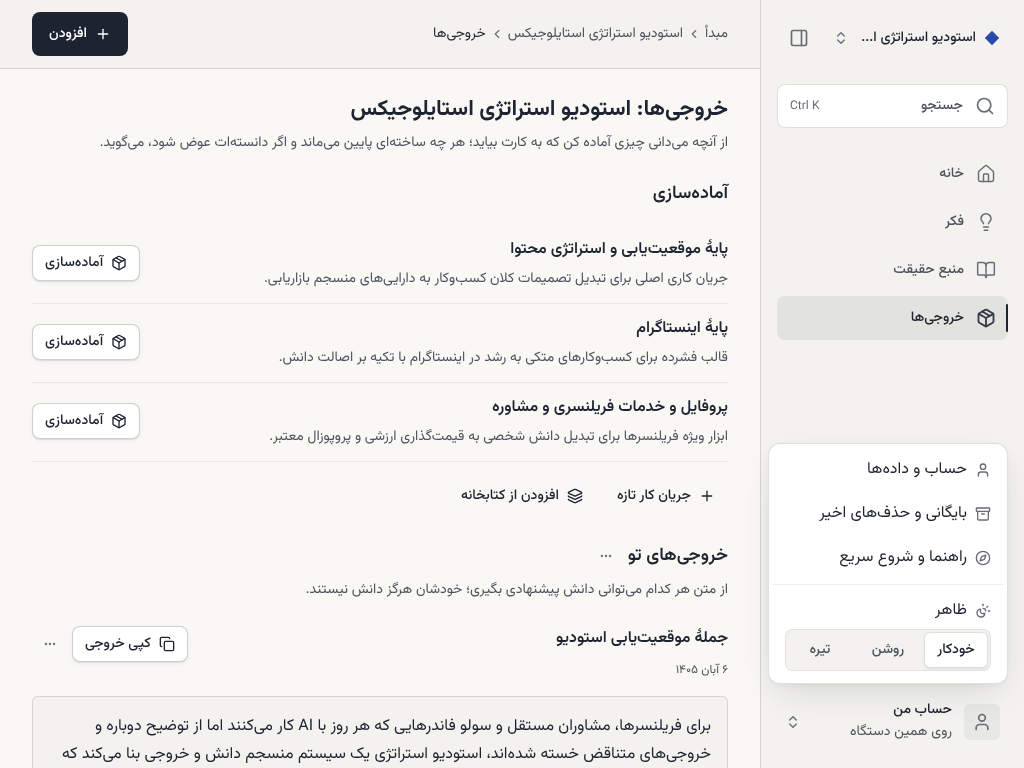 استودیو استراتژی ا...
جستجو
Ctrl K
خانه
فکر
منبع حقیقت
خروجی‌ها
حساب و داده‌ها
بایگانی و حذف‌های اخیر
راهنما و شروع سریع
ظاهر
خودکار
روشن
تیره
حساب من
روی همین دستگاه
مبدأ
استودیو استراتژی استایلوجیکس
خروجی‌ها
افزودن
خروجی‌ها: استودیو استراتژی استایلوجیکس
از آنچه می‌دانی چیزی آماده کن که به کارت بیاید؛ هر چه ساخته‌ای پایین می‌ماند و اگر دانسته‌ات عوض شود، می‌گوید.
آماده‌سازی
پایهٔ موقعیت‌یابی و استراتژی محتوا
جریان کاری اصلی برای تبدیل تصمیمات کلان کسب‌وکار به دارایی‌های منسجم بازاریابی.
آماده‌سازی
پایهٔ اینستاگرام
قالب فشرده برای کسب‌وکارهای متکی به رشد در اینستاگرام با تکیه بر اصالت دانش.
آماده‌سازی
پروفایل و خدمات فریلنسری و مشاوره
ابزار ویژه فریلنسرها برای تبدیل دانش شخصی به قیمت‌گذاری ارزشی و پروپوزال معتبر.
آماده‌سازی
جریان کار تازه
افزودن از کتابخانه
خروجی‌های تو
از متن هر کدام می‌توانی دانش پیشنهادی بگیری؛ خودشان هرگز دانش نیستند.
جملهٔ موقعیت‌یابی استودیو
۶ آبان ۱۴۰۵
کپی خروجی
برای فریلنسرها، مشاوران مستقل و سولو فاندرهایی که هر روز با AI کار می‌کنند اما از توضیح دوباره و
خروجی‌های متناقض خسته شده‌اند، استودیو استراتژی یک سیستم منسجم دانش و خروجی بنا می‌کند که